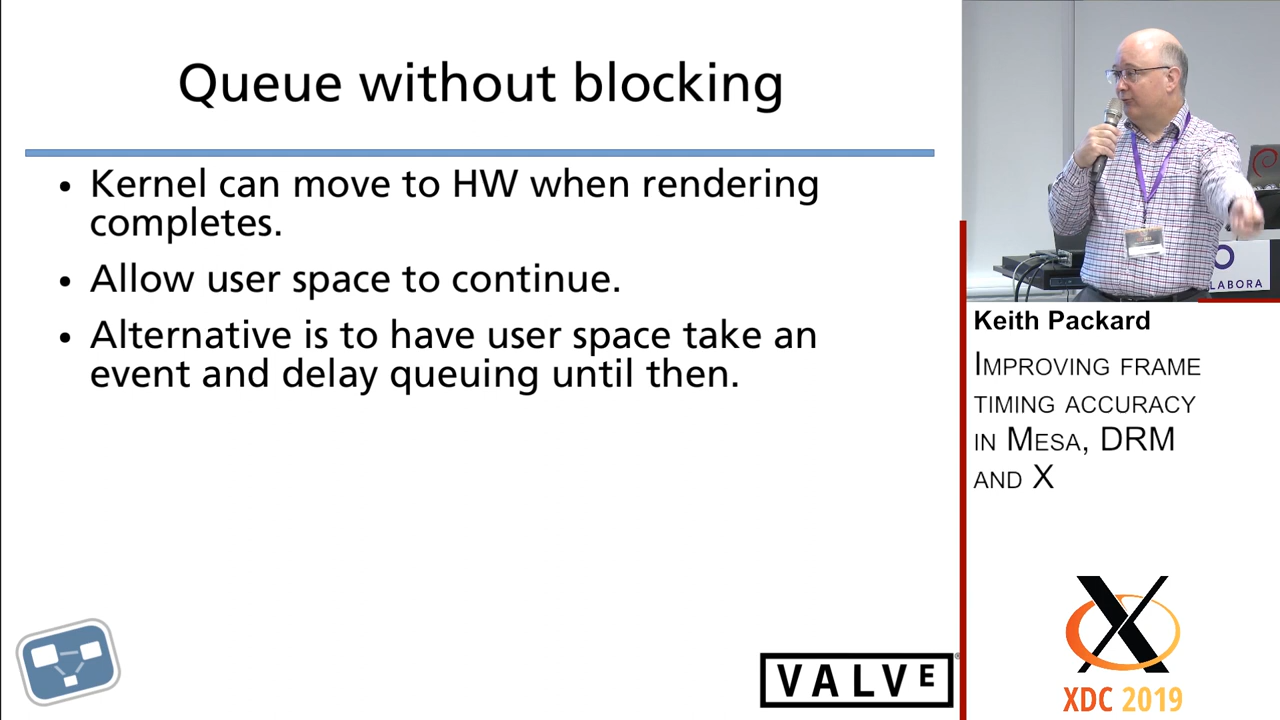 Queue without blocking
• Kernel can move to HW when rendering
completes.
• Allow user space to continue.
• Alternative is to have user space take an
event and delay queuing until then.
VALVE®
LABORA
Keith Packard
Improving frame
timing accuracy
in Mesa, DRM
and X
XDC 2019